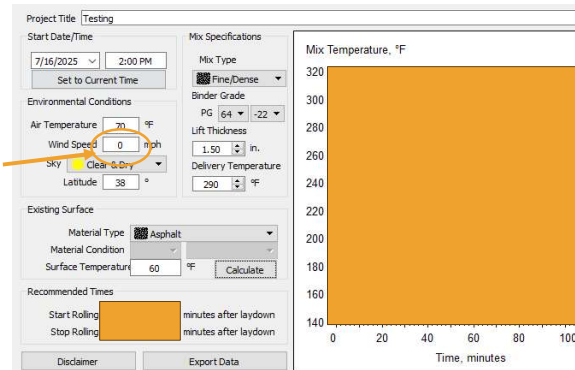 Project Title Testing
Start Date/Time
7/16/2025 2:00 PM
Set to Current Time
Environmental Conditions
Air Temperature 70 °F
Wind Speed 0 mph
Sky Clear & Dry
Latitude 38 °
Mix Specifications
Mix Type
Fine/Dense
Binder Grade
PG 64 -22
Lift Thickness
1.50 in.
Delivery Temperature
290 °F
Existing Surface
Material Type Asphalt
Material Condition
Surface Temperature 60 °F Calculate
Recommended Times
Start Rolling minutes after laydown
Stop Rolling minutes after laydown
Disclaimer Export Data
Mix Temperature, °F
320
300
280
260
240
220
200
180
160
140
0 20 40 60 80 100
Time, minutes